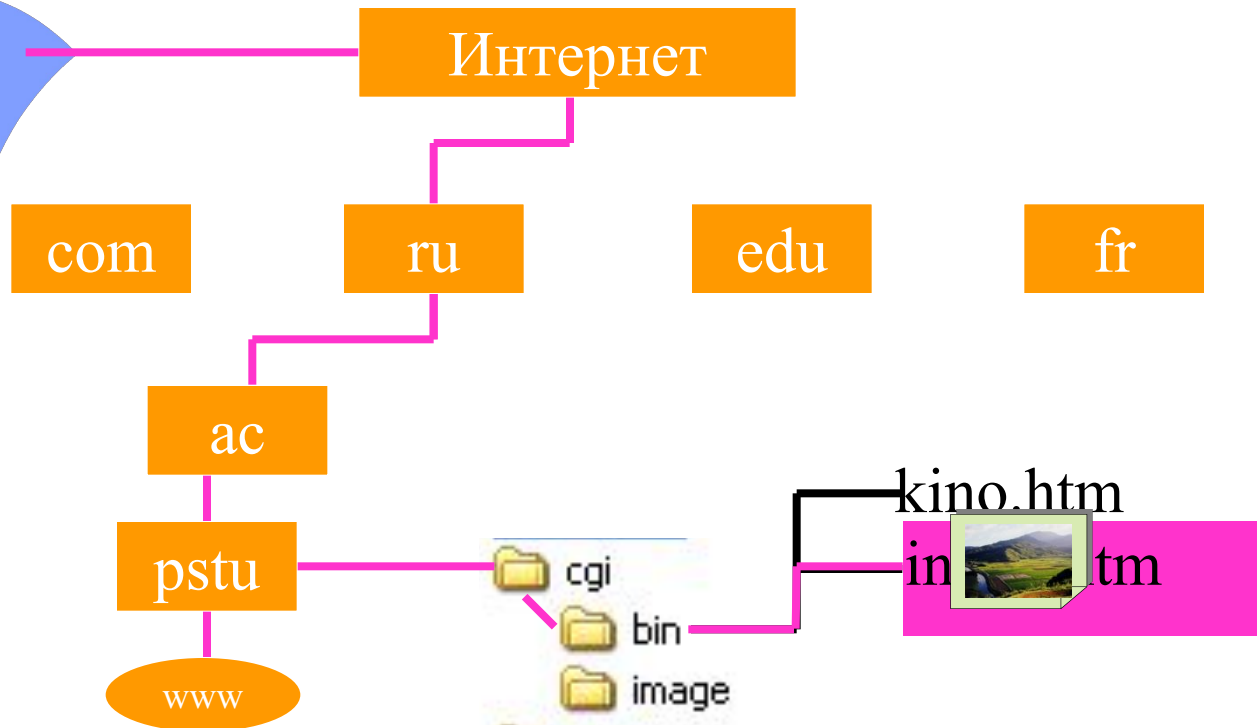 Интернет
com
ru
edu
fr
ac
kino.htm
pstu
cgi
bin
image
www